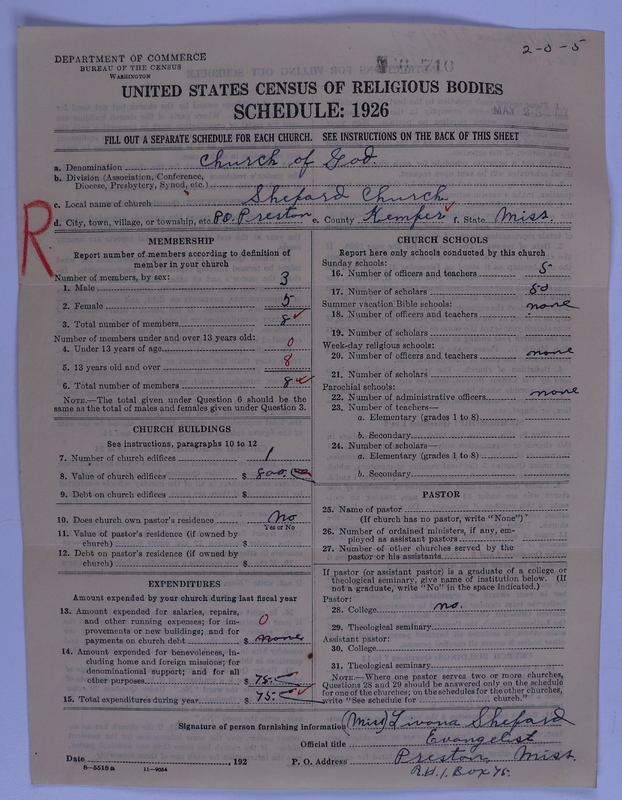 2-0-5
DEPARTMENT OF COMMERCE
BUREAU OF THE CENSUS
WASHINGTON
UNITED STATES CENSUS OF RELIGIOUS BODIES
SCHEDULE: 1926
FILL OUT A SEPARATE SCHEDULE FOR EACH CHURCH. SEE INSTRUCTIONS ON THE BACK OF THIS SHEET
a. Denomination Church of God.
b. Division (Association, Conference,
Diocese, Presbytery, Synod, etc.)
c. Local name of church Shefard Church
d. City, town, village, or township, etc. P.O. Preston e. County Kemper f. State Miss.
R
MEMBERSHIP
Report number of members according to definition of
member in your church
Number of members, by sex:
1. Male 3
2. Female 5
3. Total number of members 8
Number of members under and over 13 years old:
4. Under 13 years of age 0
5. 13 years old and over 8
6. Total number of members 8
NOTE.—The total given under Question 6 should be
same as the total of males and females given under Question 3.
CHURCH BUILDINGS
See instructions, paragraphs 10 to 12
7. Number of church edifices 1
8. Value of church edifices $ 800.00
9. Debt on church edifices $
10. Does church own pastor's residence No
Yes or No
11. Value of pastor's residence (if owned by
church) $
12. Debt on pastor's residence (if owned by
church) $
EXPENDITURES
Amount expended by your church during last fiscal year
13. Amount expended for salaries, repairs,
and other running expenses; for im-
provements or new buildings; and for
payments on church debt $ 0 none
14. Amount expended for benevolences, in-
cluding home and foreign missions; for
denominational support; and for all
other purposes $ 75.
15. Total expenditures during year $ 75.
CHURCH SCHOOLS
Report here only schools conducted by this church
Sunday schools:
16. Number of officers and teachers 5
17. Number of scholars 50
Summer vacation Bible schools: none
18. Number of officers and teachers
19. Number of scholars
Week-day religious schools:
20. Number of officers and teachers none
21. Number of scholars
Parochial schools:
22. Number of administrative officers none
23. Number of teachers—
a. Elementary (grades 1 to 8)
b. Secondary
24. Number of scholars—
a. Elementary (grades 1 to 8)
b. Secondary
PASTOR
25. Name of pastor
(If church has no pastor, write "None")
26. Number of ordained ministers, if any, em-
ployed as assistant pastors
27. Number of other churches served by the
pastor or his assistants
If pastor (or assistant pastor) is a graduate of a college or
theological seminary, give name of institution below. (If
not a graduate, write "No" in the space indicated.)
Pastor:
28. College no.
29. Theological seminary
Assistant pastor:
30. College
31. Theological seminary
NOTE.—Where one pastor serves two or more churches,
Questions 28 and 29 should be answered only on the schedule
for one of the churches; on the schedules for the other churches,
write "See schedule for church."
Signature of person furnishing information (Miss) Livona Shefard
Official title Evangelist
Date , 192 P. O. Address Preston Miss.
8—5518a 11—9054 R.H.1. Box 75.